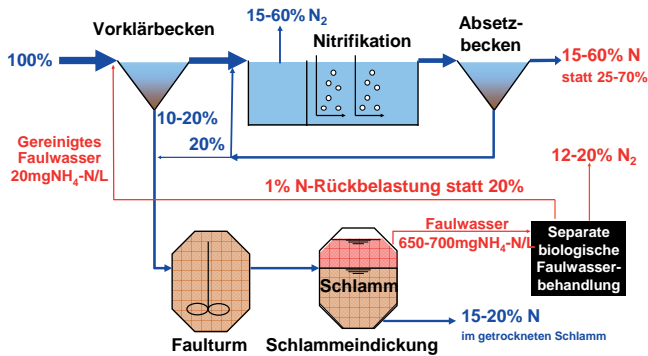 Vorklärbecken
15-60% N₂
Nitrifikation
Absetz-
becken
100%
15-60% N
statt 25-70%
10-20%
20%
Gereinigtes
Faulwasser
20mgNH₄-N/L
12-20% N₂
1% N-Rückbelastung statt 20%
Faulwasser
650-700mgNH₄-N/L
Separate
biologische
Faulwasser-
behandlung
Schlamm
15-20% N
im getrockneten Schlamm
Faulturm
Schlammeindickung